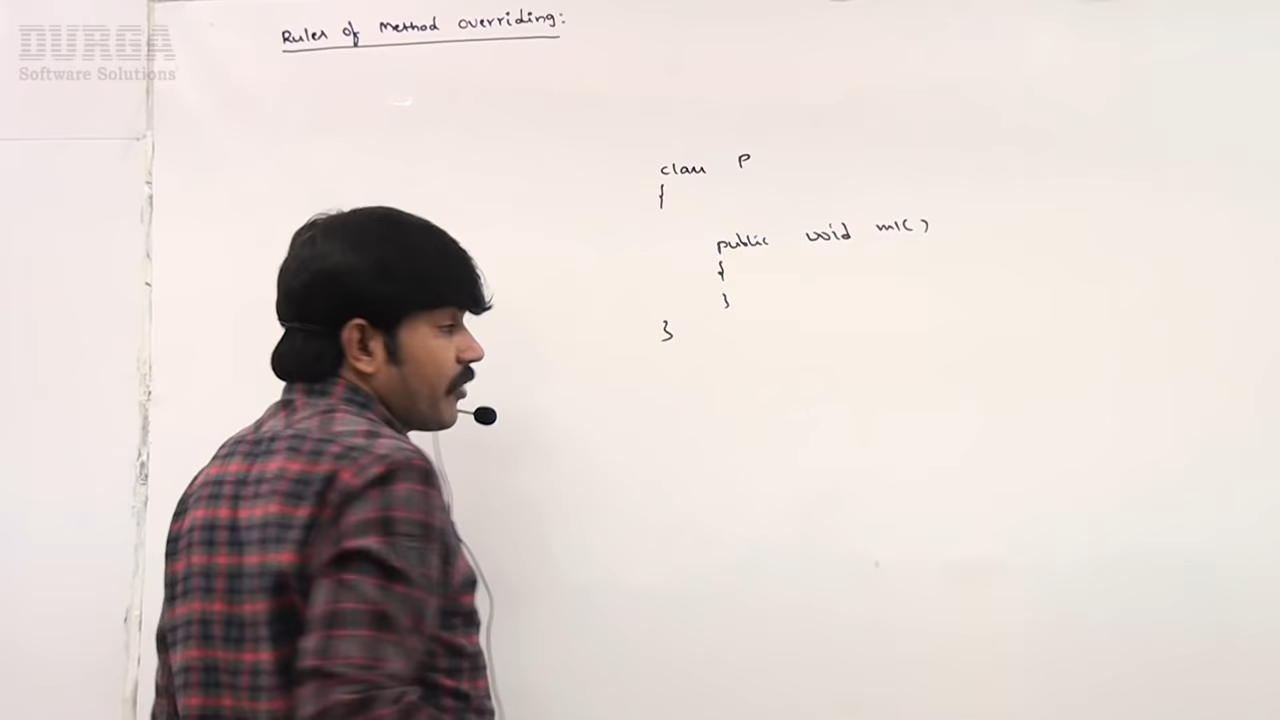 DURGA
Software Solutions
Rules of Method overriding:
class P
{
public void m1()
{
}
}